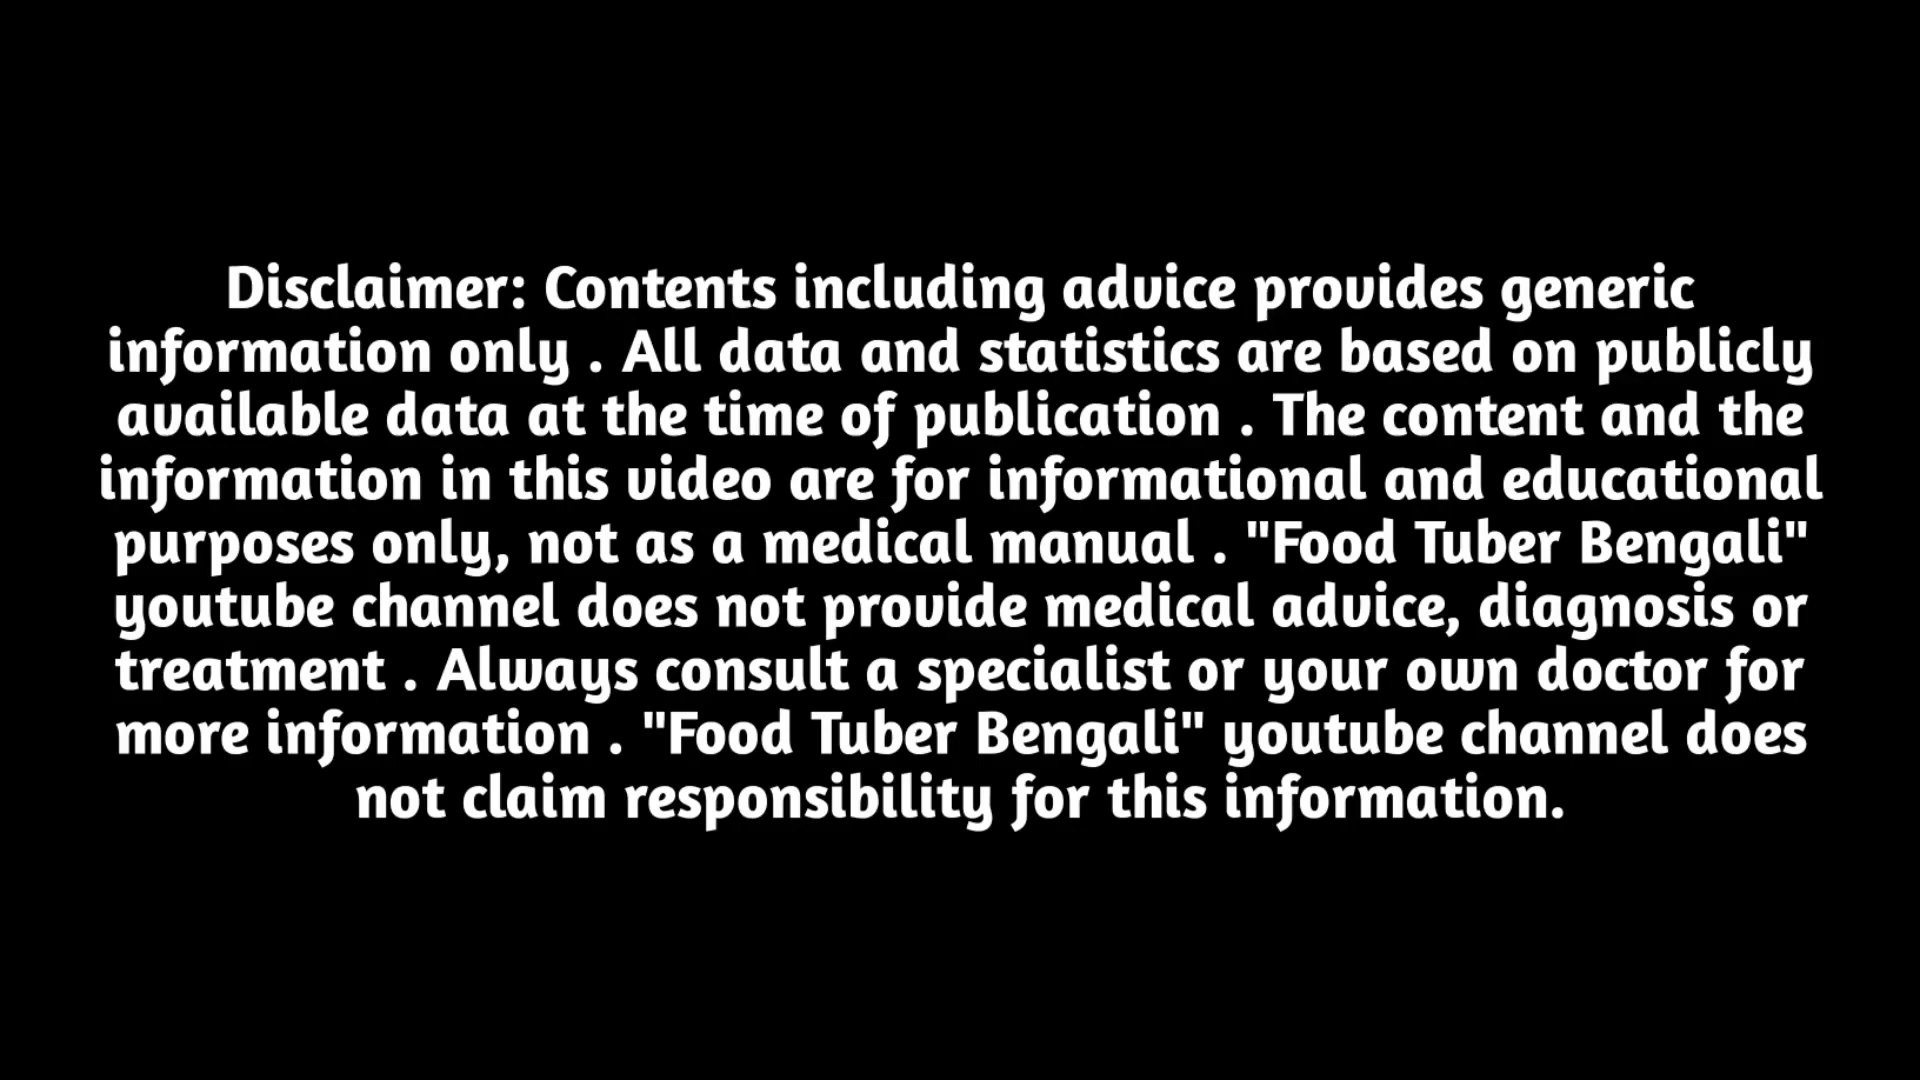 Disclaimer: Contents including advice provides generic
information only . All data and statistics are based on publicly
available data at the time of publication . The content and the
information in this video are for informational and educational
purposes only, not as a medical manual . "Food Tuber Bengali"
youtube channel does not provide medical advice, diagnosis or
treatment . Always consult a specialist or your own doctor for
more information . "Food Tuber Bengali" youtube channel does
not claim responsibility for this information.